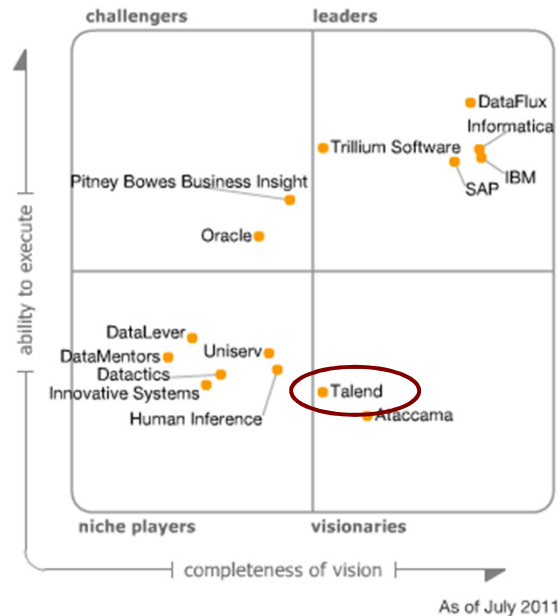 challengers
leaders
DataFlux
Informatica
Trillium Software
IBM
SAP
Pitney Bowes Business Insight
Oracle
ability to execute
DataLever
Uniserv
DataMentors
Datactics
Innovative Systems
Talend
Human Inference
Ataccama
niche players
visionaries
completeness of vision
As of July 2011